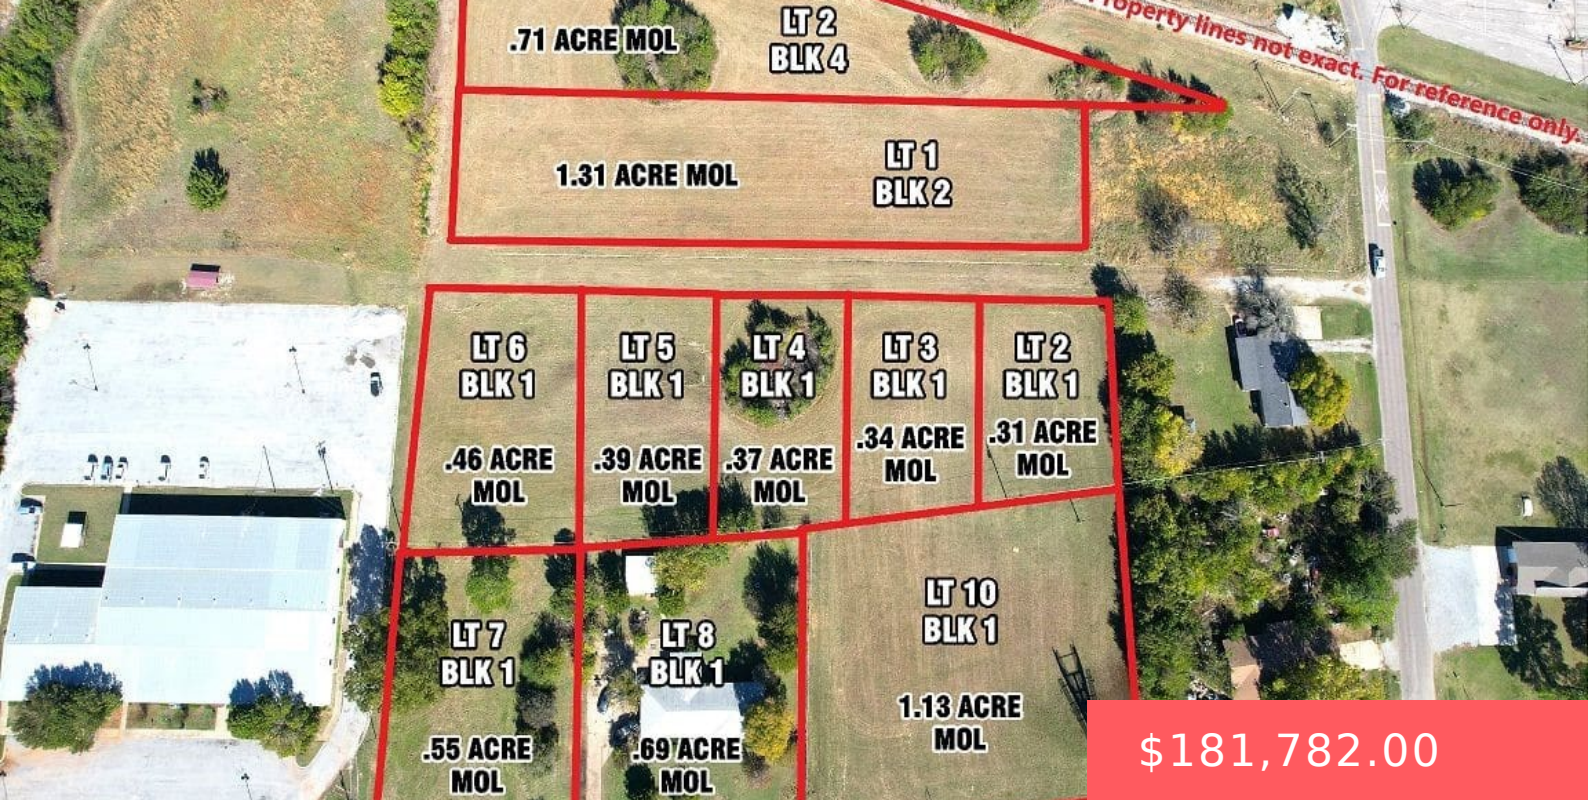 .71 ACRE MOL
LT 2
BLK 4
Property lines not exact. For reference only.
1.31 ACRE MOL
LT 1
BLK 2
LT 6
BLK 1
.46 ACRE
MOL
LT 5
BLK 1
.39 ACRE
MOL
LT 4
BLK 1
.37 ACRE
MOL
LT 3
BLK 1
.34 ACRE
MOL
LT 2
BLK 1
.31 ACRE
MOL
LT 7
BLK 1
.55 ACRE
MOL
LT 8
BLK 1
.69 ACRE
MOL
LT 10
BLK 1
1.13 ACRE
MOL
$181,782.00